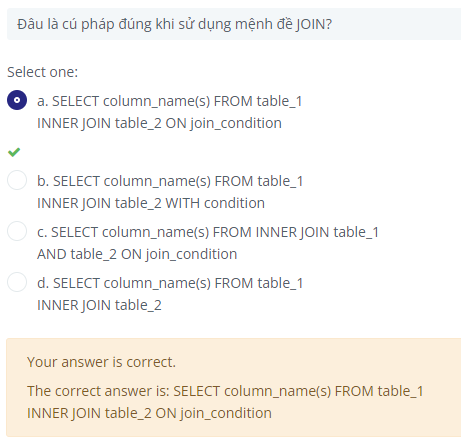 Đâu là cú pháp đúng khi sử dụng mệnh đề JOIN?
Select one:
a. SELECT column_name(s) FROM table_1
INNER JOIN table_2 ON join_condition
b. SELECT column_name(s) FROM table_1
INNER JOIN table_2 WITH condition
c. SELECT column_name(s) FROM INNER JOIN table_1
AND table_2 ON join_condition
d. SELECT column_name(s) FROM table_1
INNER JOIN table_2
Your answer is correct.
The correct answer is: SELECT column_name(s) FROM table_1
INNER JOIN table_2 ON join_condition